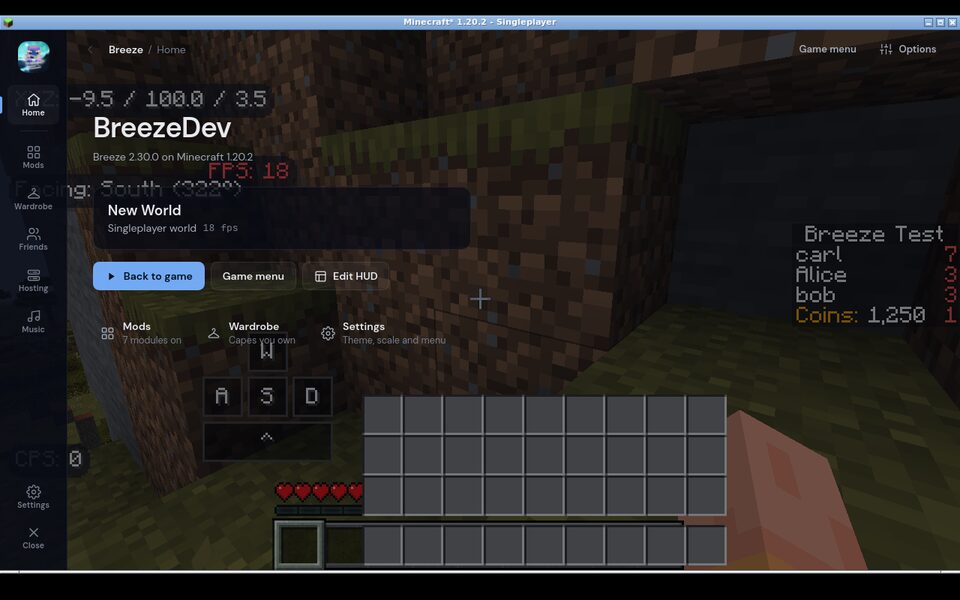 Minecraft* 1.20.2 - Singleplayer
Breeze / Home
Game menu
Options
Home
-9.5 / 100.0 / 3.5
BreezeDev
Breeze 2.30.0 on Minecraft 1.20.2
FPS: 18
Mods
Facing: South (322°)
Wardrobe
New World
Singleplayer world 18 fps
Friends
Breeze Test
carl 7
Alice 3
bob 3
Coins: 1,250 1
Back to game
Game menu
Edit HUD
Hosting
Music
Mods
7 modules on
Wardrobe
Capes you own
Settings
Theme, scale and menu
W
A S D
^
CPS: 0
Settings
Close